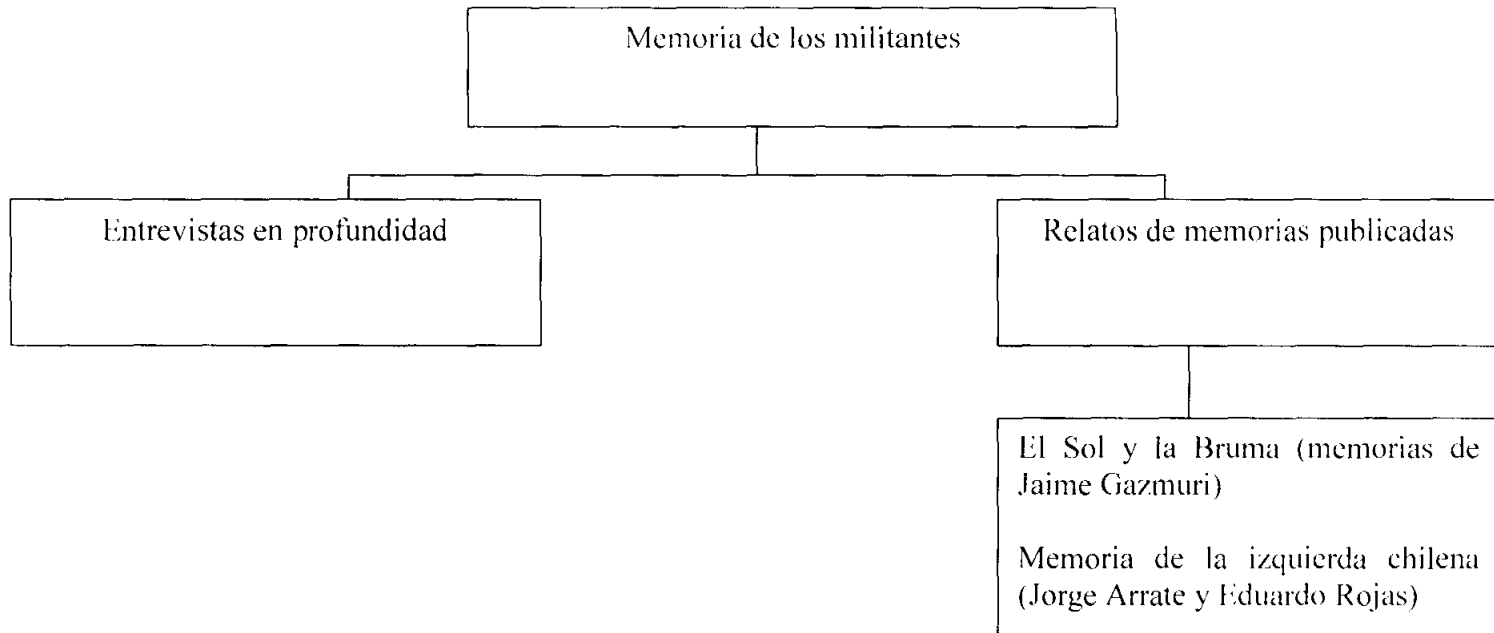 Memoria de los militantes
Entrevistas en profundidad
Relatos de memorias publicadas
El Sol y la Bruma (memorias de
Jaime Gazmuri)
Memoria de la izquierda chilena
(Jorge Arrate y Eduardo Rojas)